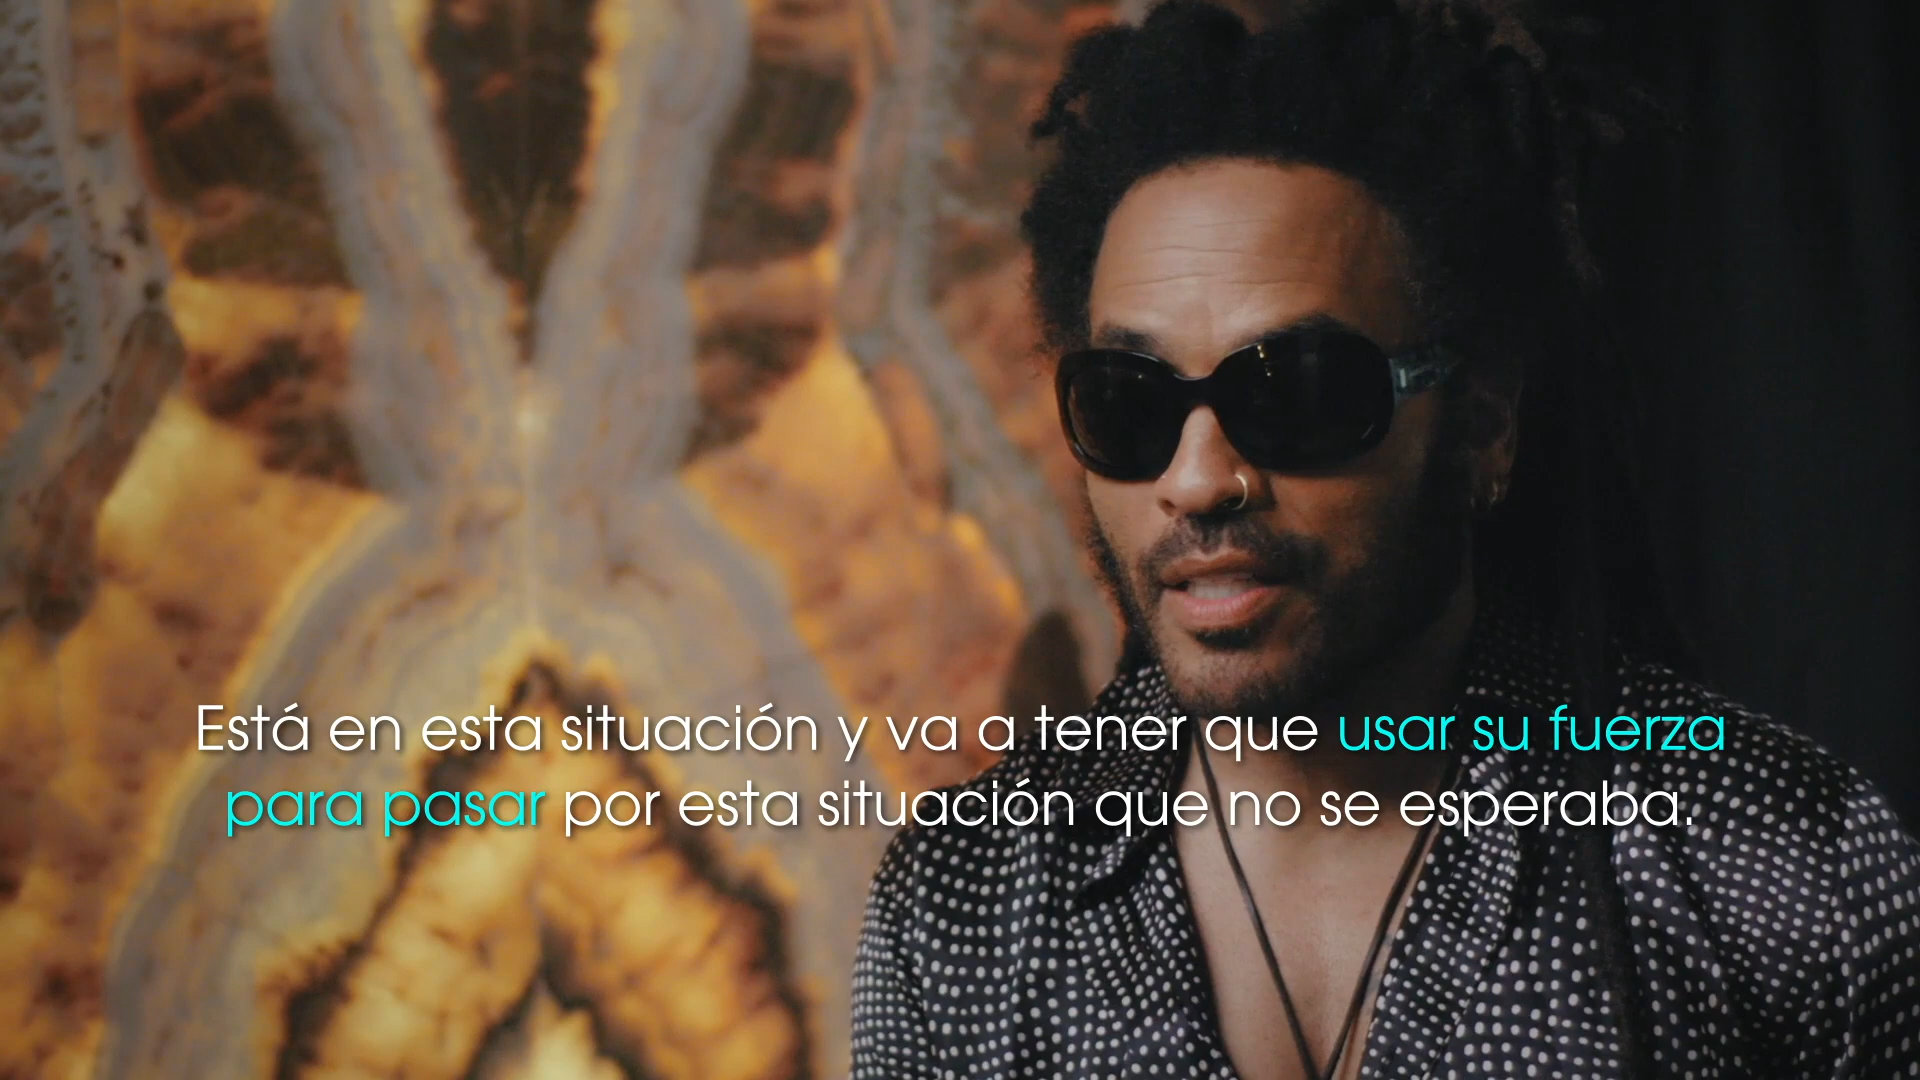 Está en esta situación y va a tener que usar su fuerza
para pasar por esta situación que no se esperaba.